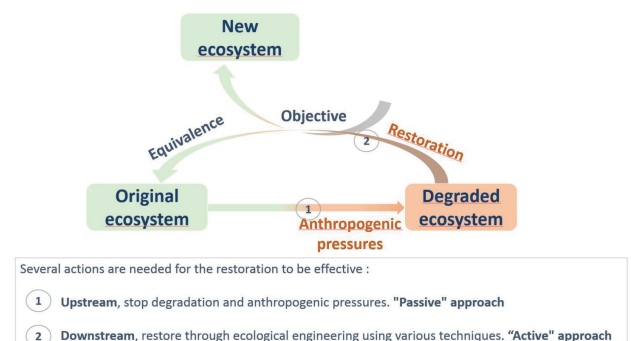 New
ecosystem
Objective
Equivalence
2
Restoration
Original
ecosystem
1
Anthropogenic
pressures
Degraded
ecosystem
Several actions are needed for the restoration to be effective :
1 Upstream, stop degradation and anthropogenic pressures. "Passive" approach
2 Downstream, restore through ecological engineering using various techniques. “Active" approach